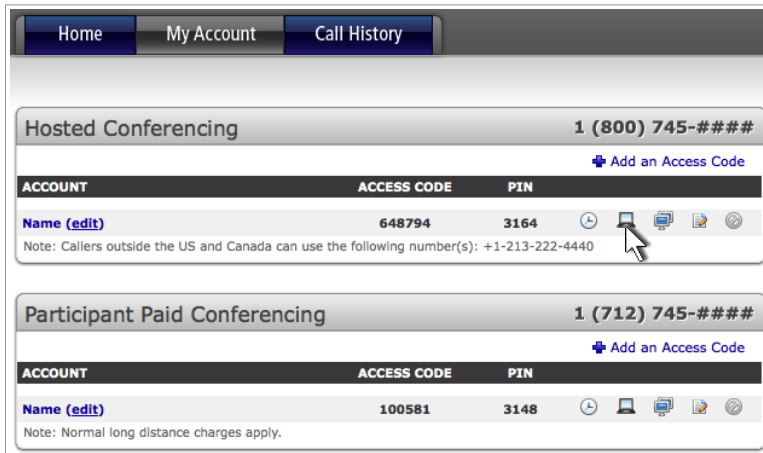 Home My Account Call History
Hosted Conferencing 1 (800) 745-####
Add an Access Code
ACCOUNT ACCESS CODE PIN
Name (edit) 648794 3164
Note: Callers outside the US and Canada can use the following number(s): +1-213-222-4440
Participant Paid Conferencing 1 (712) 745-####
Add an Access Code
ACCOUNT ACCESS CODE PIN
Name (edit) 100581 3148
Note: Normal long distance charges apply.